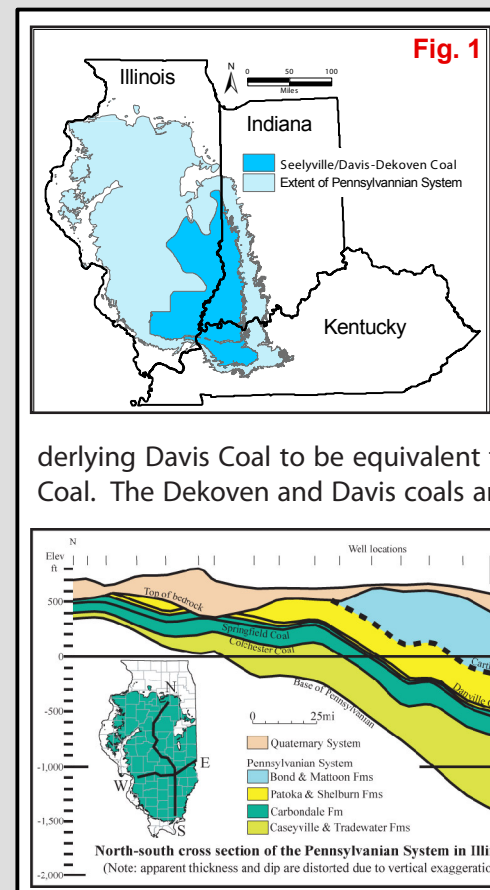 Fig. 1
Illinois
N
0 50 100
Miles
Indiana
Seelyville/Davis-Dekoven Coal
Extent of Pennsylvannian System
Kentucky
derlying Davis Coal to be equivalent
Coal. The Dekoven and Davis coals
N
Elev
ft
Well locations
500
0
-500
-1,000
-1,500
-2,000
Top of bedrock
Springfield Coal
Colchester Coal
Base of Pennsylvanian
Danville
N
W
E
S
0 25mi
Quaternary System
Pennsylvanian System
Bond & Mattoon Fms
Patoka & Shelburn Fms
Carbondale Fm
Caseyville & Tradewater Fms
North-south cross section of the Pennsylvanian System in
(Note: apparent thickness and dip are distorted due to vertical